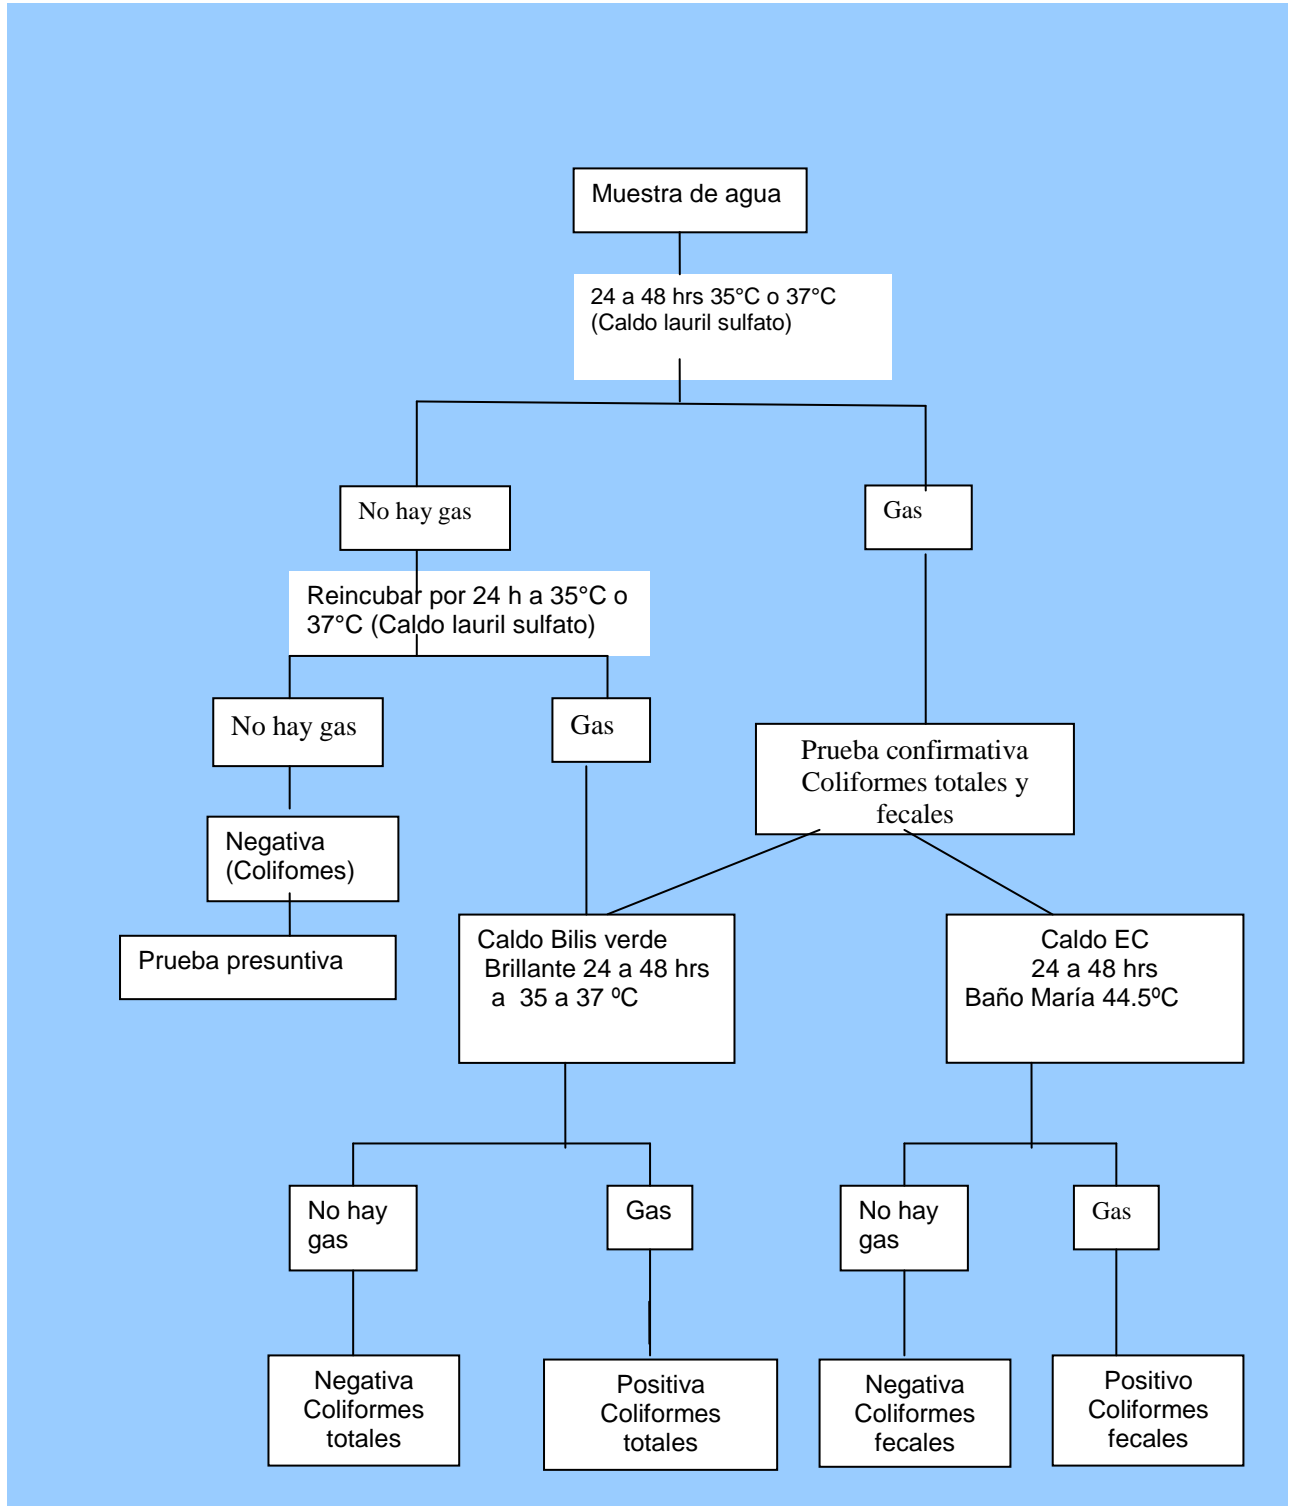 Muestra de agua
24 a 48 hrs 35°C o 37°C
(Caldo lauril sulfato)
No hay gas
Gas
Reincubar por 24 h a 35°C o
37°C (Caldo lauril sulfato)
No hay gas
Gas
Prueba confirmativa
Coliformes totales y
fecales
Negativa
(Colifomes)
Prueba presuntiva
Caldo Bilis verde
Brillante 24 a 48 hrs
a 35 a 37 ºC
Caldo EC
24 a 48 hrs
Baño María 44.5ºC
No hay
gas
Gas
No hay
gas
Gas
Negativa
Coliformes
totales
Positiva
Coliformes
totales
Negativa
Coliformes
fecales
Positivo
Coliformes
fecales